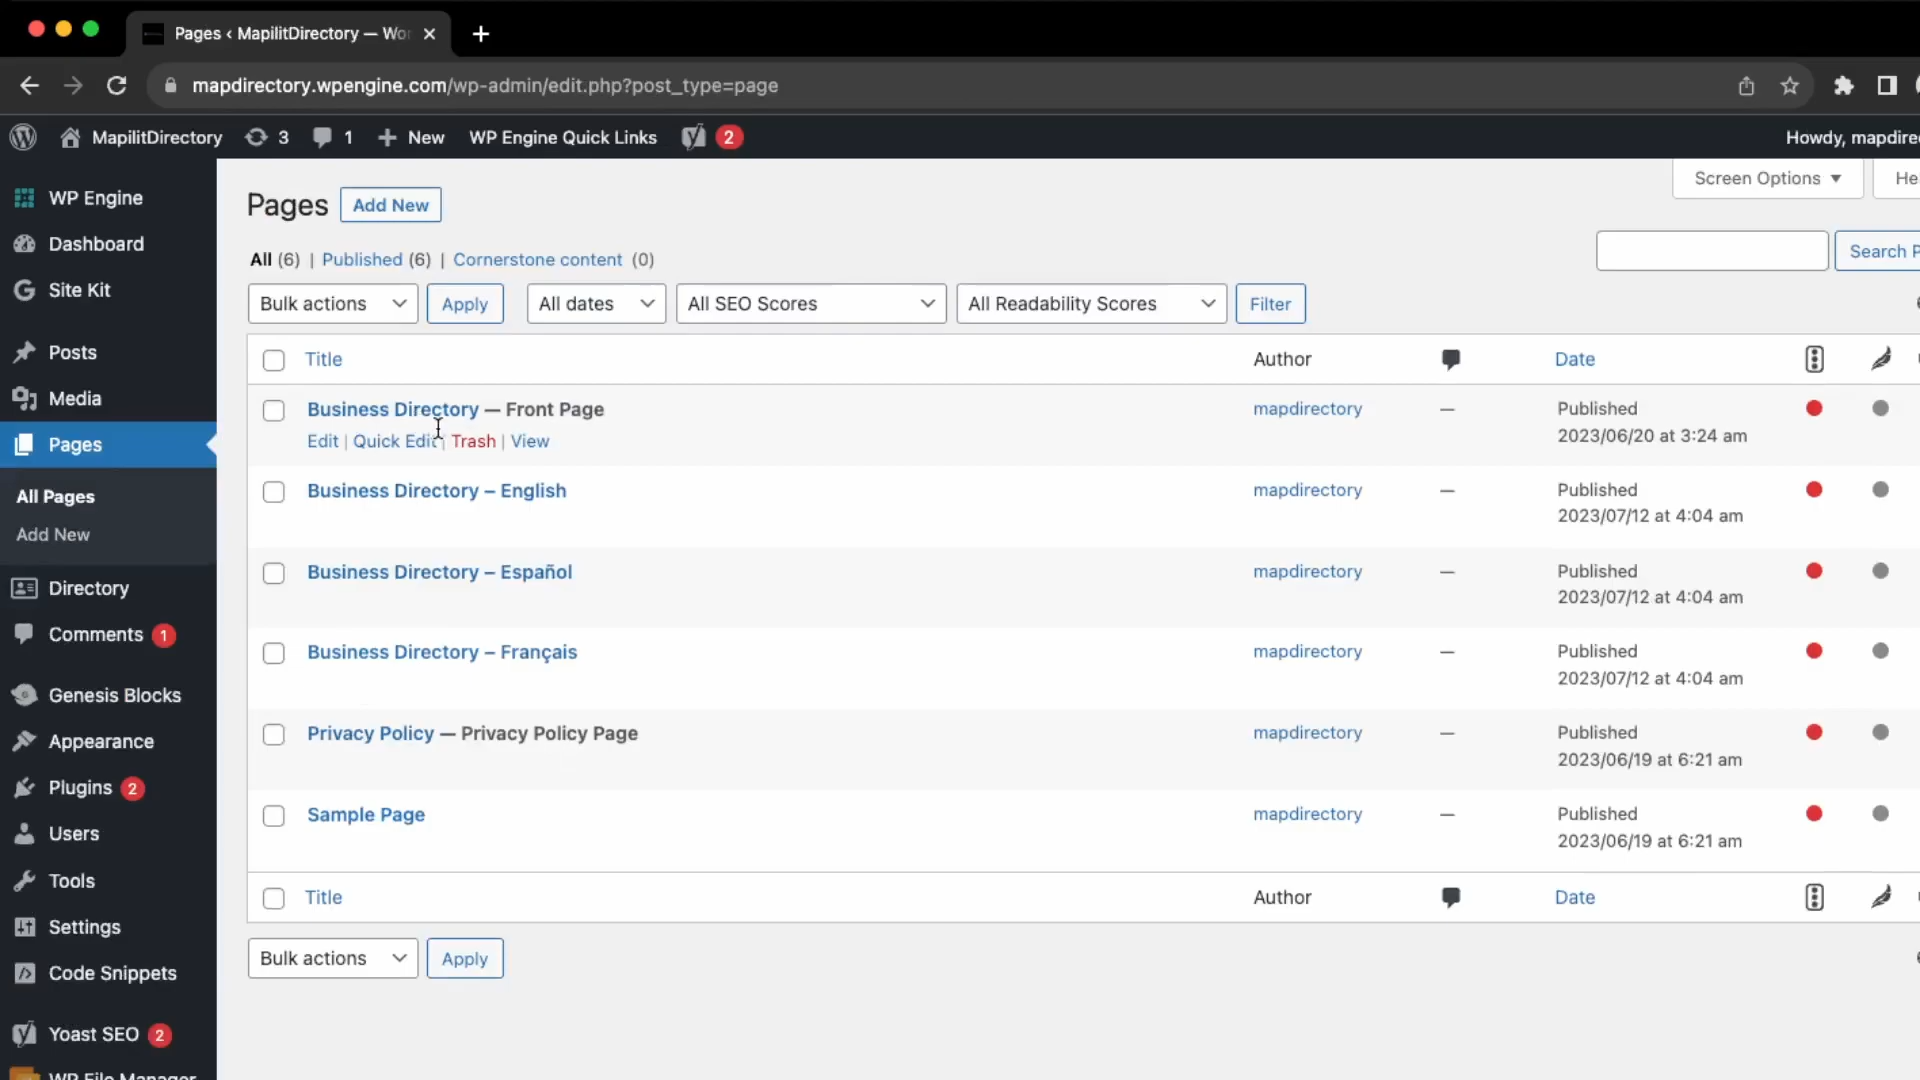 Pages ‹ MapilitDirectory — Wo
mapdirectory.wpengine.com/wp-admin/edit.php?post_type=page
MapilitDirectory 3 1 New WP Engine Quick Links 2 Howdy, mapdire
WP Engine
Dashboard
Site Kit
Posts
Media
Pages
All Pages
Add New
Directory
Comments 1
Genesis Blocks
Appearance
Plugins 2
Users
Tools
Settings
Code Snippets
Yoast SEO 2
WP File Manager
Screen Options He
Pages Add New
All (6) | Published (6) | Cornerstone content (0)
Search P
Bulk actions Apply All dates All SEO Scores All Readability Scores Filter
Title Author Date
Business Directory — Front Page mapdirectory — Published
Edit | Quick Edit | Trash | View 2023/06/20 at 3:24 am
Business Directory – English mapdirectory — Published
2023/07/12 at 4:04 am
Business Directory – Español mapdirectory — Published
2023/07/12 at 4:04 am
Business Directory – Français mapdirectory — Published
2023/07/12 at 4:04 am
Privacy Policy — Privacy Policy Page mapdirectory — Published
2023/06/19 at 6:21 am
Sample Page mapdirectory — Published
2023/06/19 at 6:21 am
Title Author Date
Bulk actions Apply